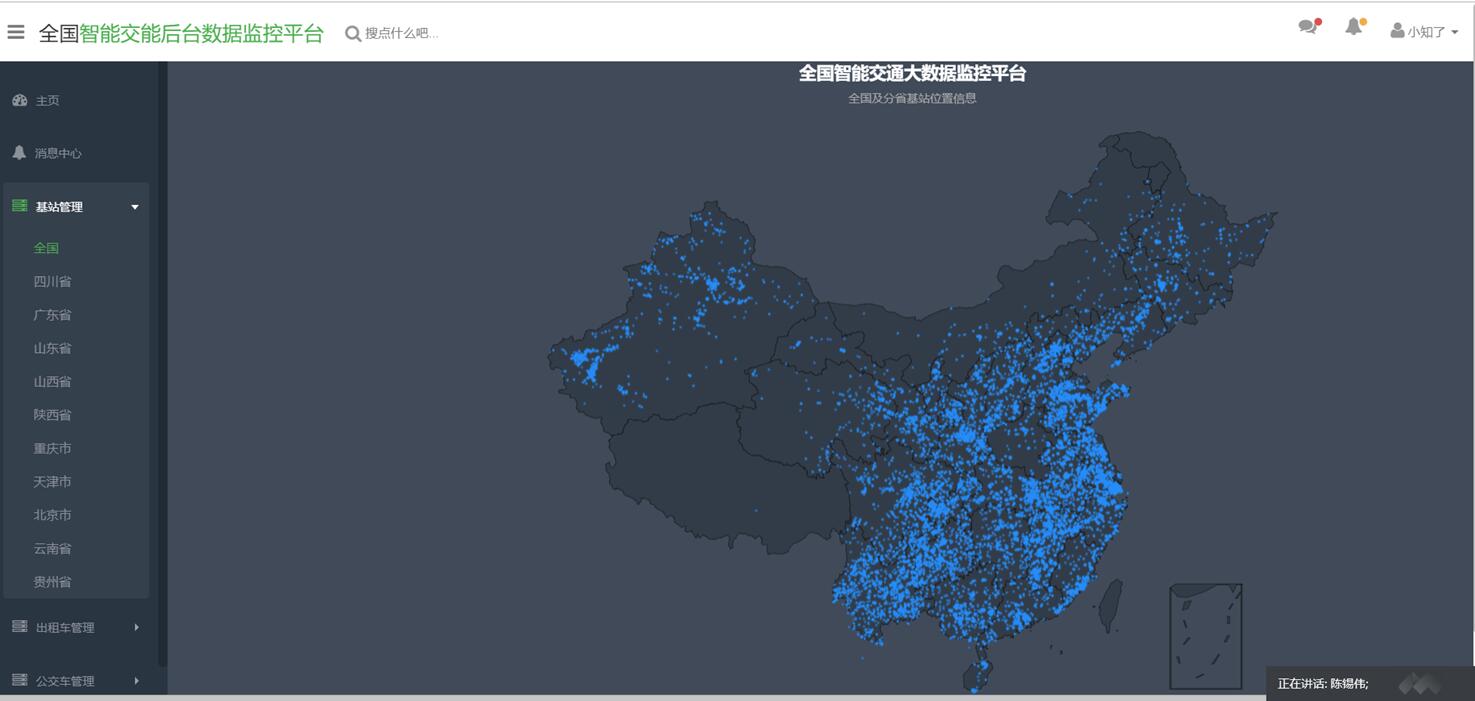 全国智能交能后台数据监控平台
搜点什么吧...
小知了
主页
消息中心
基站管理
全国
四川省
广东省
山东省
山西省
陕西省
重庆市
天津市
北京市
云南省
贵州省
出租车管理
公交车管理
全国智能交通大数据监控平台
全国及分省基站位置信息
正在讲话: 陈锡伟;